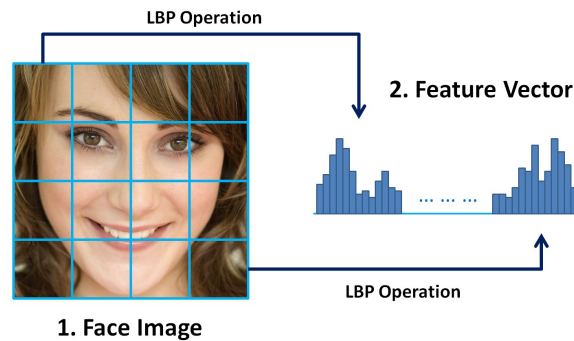 LBP Operation
2. Feature Vector
... ... ...
LBP Operation
1. Face Image